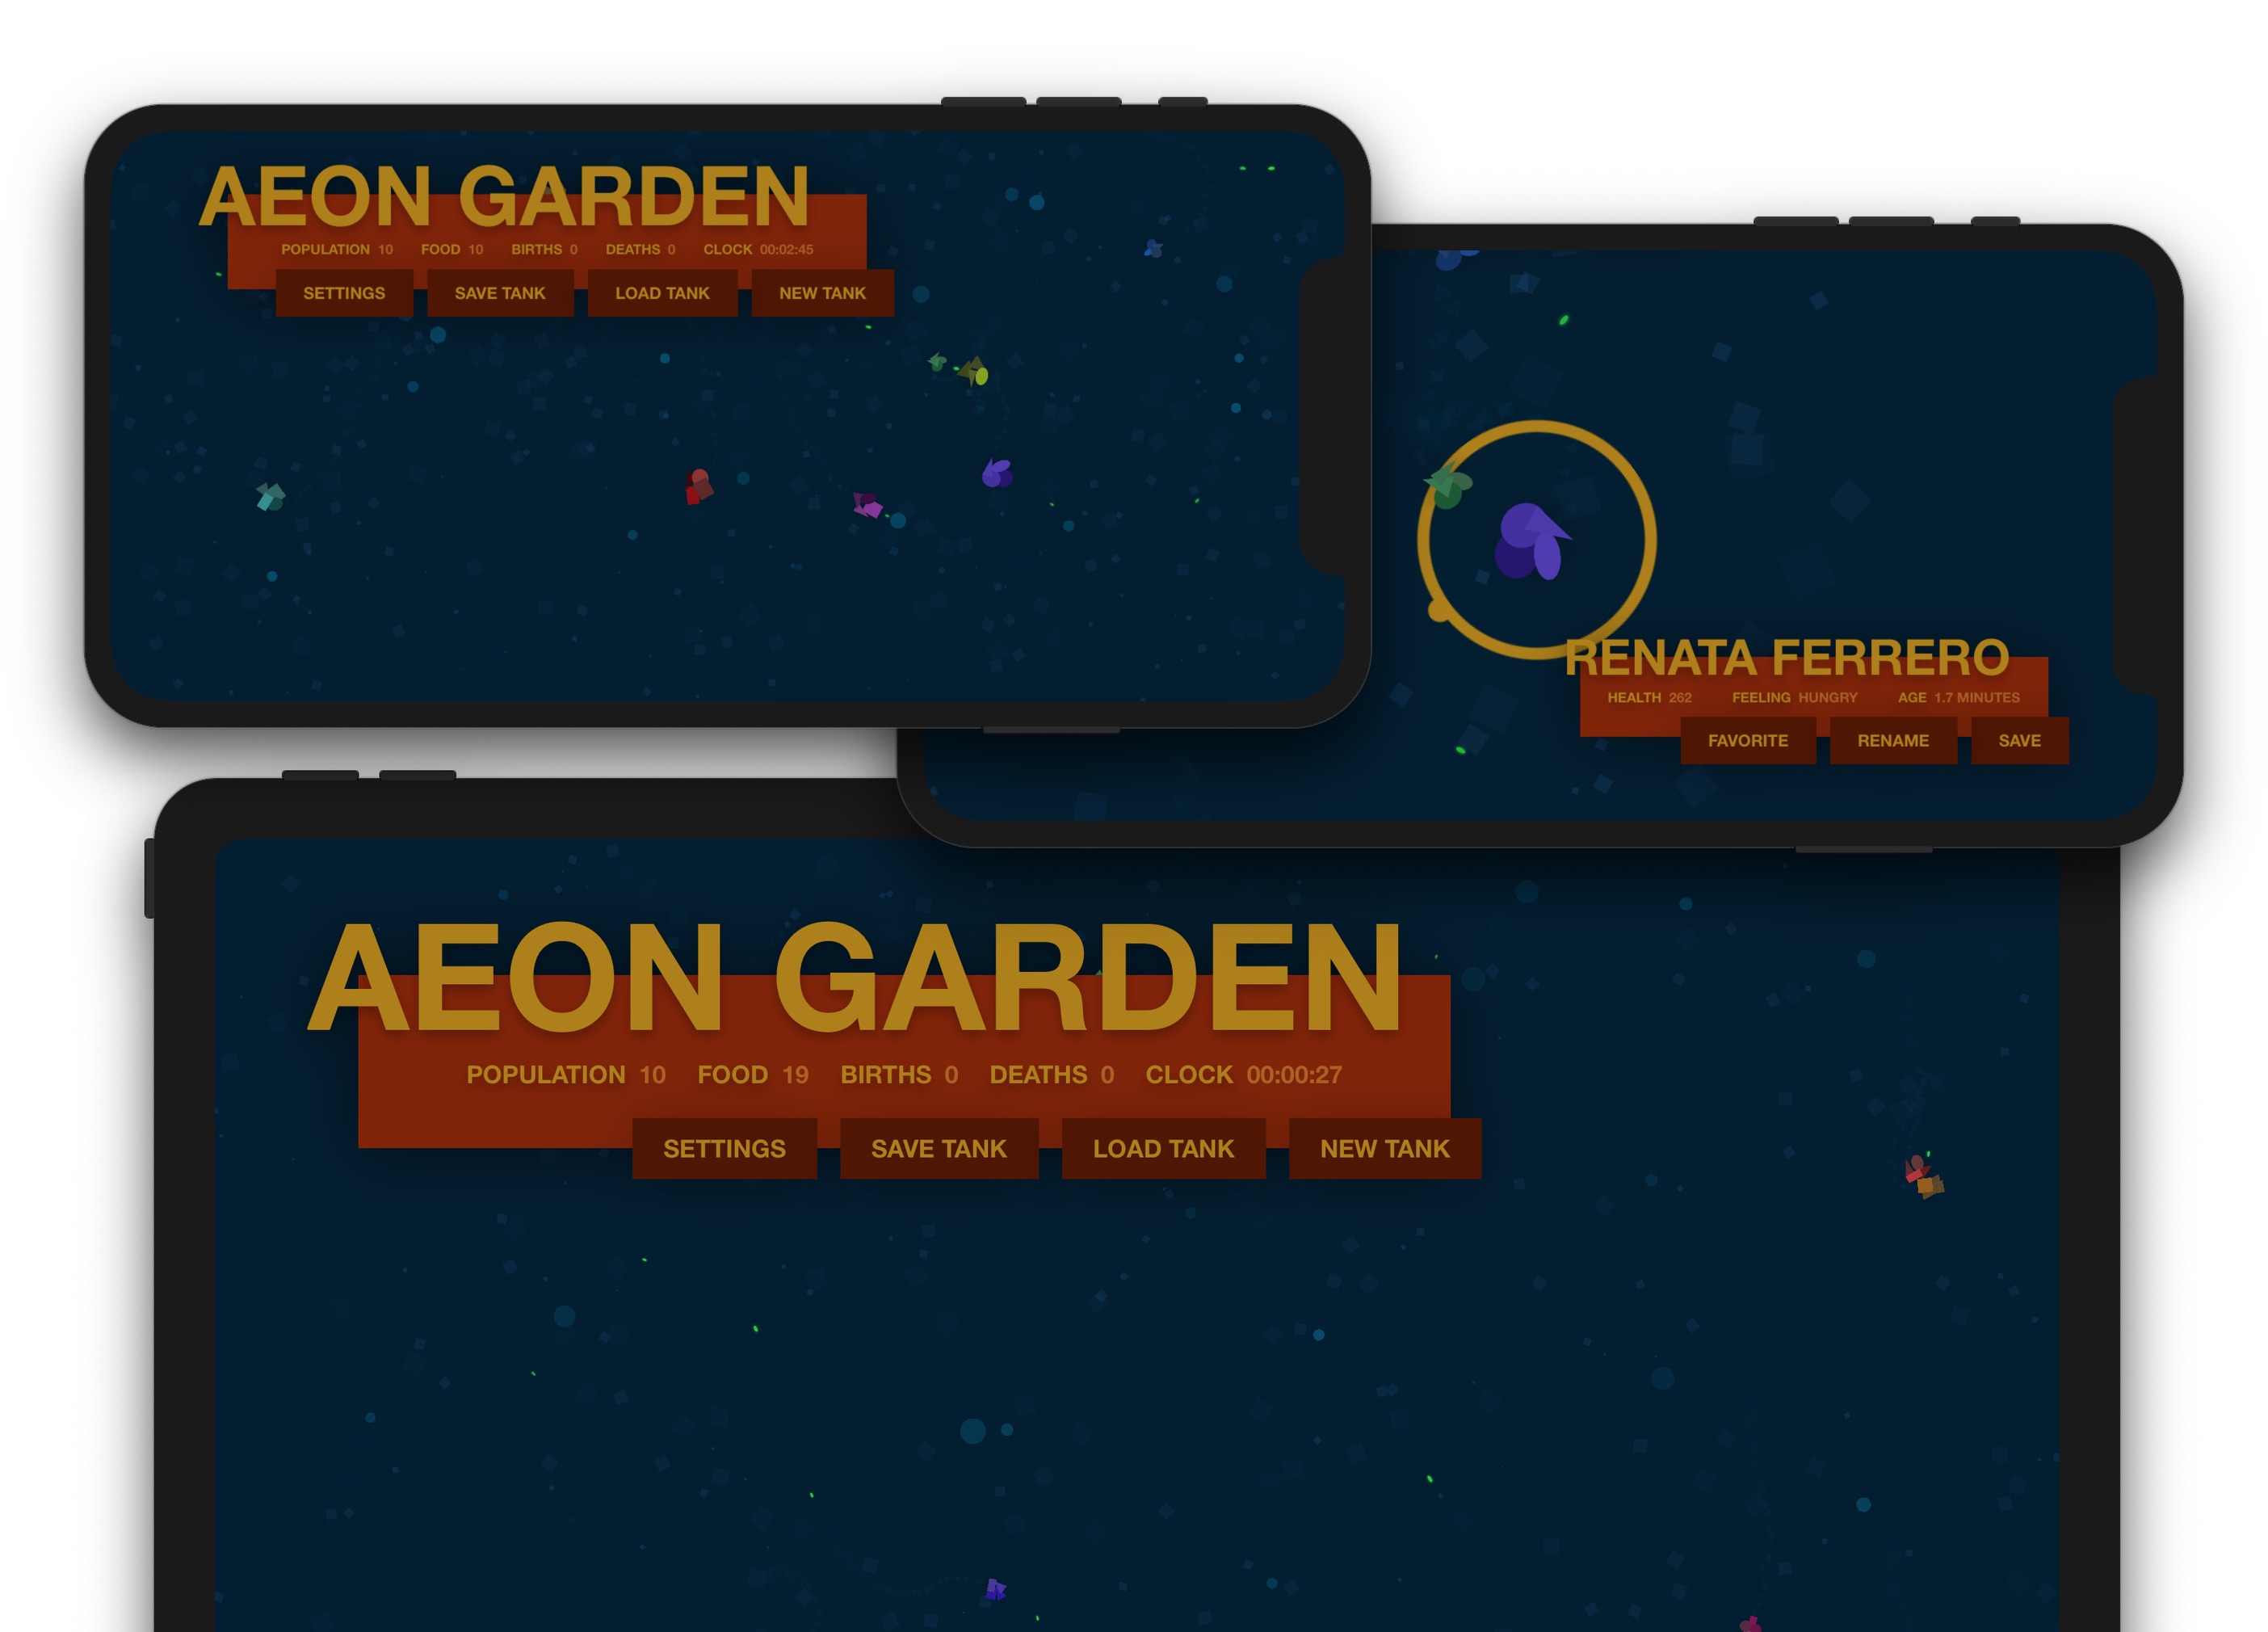 AEON GARDEN
POPULATION 10 FOOD 10 BIRTHS 0 DEATHS 0 CLOCK 00:02:45
SETTINGS SAVE TANK LOAD TANK NEW TANK
RENATA FERRERO
HEALTH 262 FEELING HUNGRY AGE 1.7 MINUTES
FAVORITE RENAME SAVE
AEON GARDEN
POPULATION 10 FOOD 19 BIRTHS 0 DEATHS 0 CLOCK 00:00:27
SETTINGS SAVE TANK LOAD TANK NEW TANK